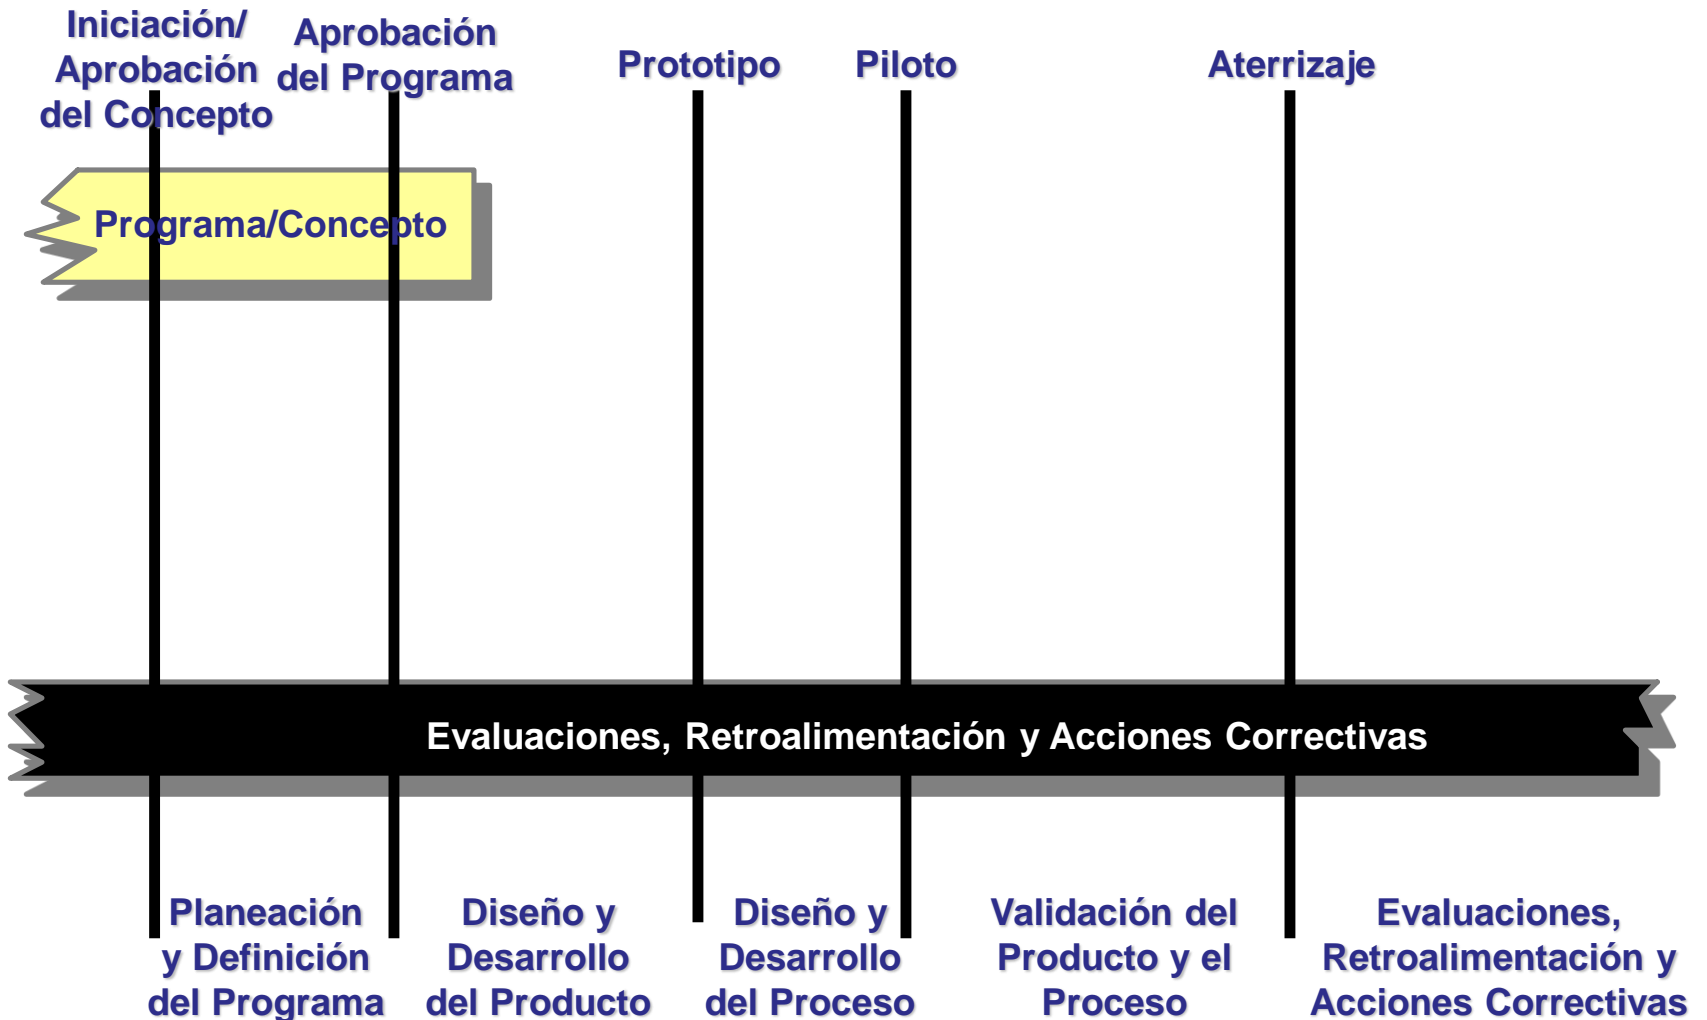 Iniciación/
Aprobación
del Concepto
Aprobación
del Programa
Prototipo
Piloto
Aterrizaje
Programa/Concepto
Evaluaciones, Retroalimentación y Acciones Correctivas
Planeación
y Definición
del Programa
Diseño y
Desarrollo
del Producto
Diseño y
Desarrollo
del Proceso
Validación del
Producto y el
Proceso
Evaluaciones,
Retroalimentación y
Acciones Correctivas